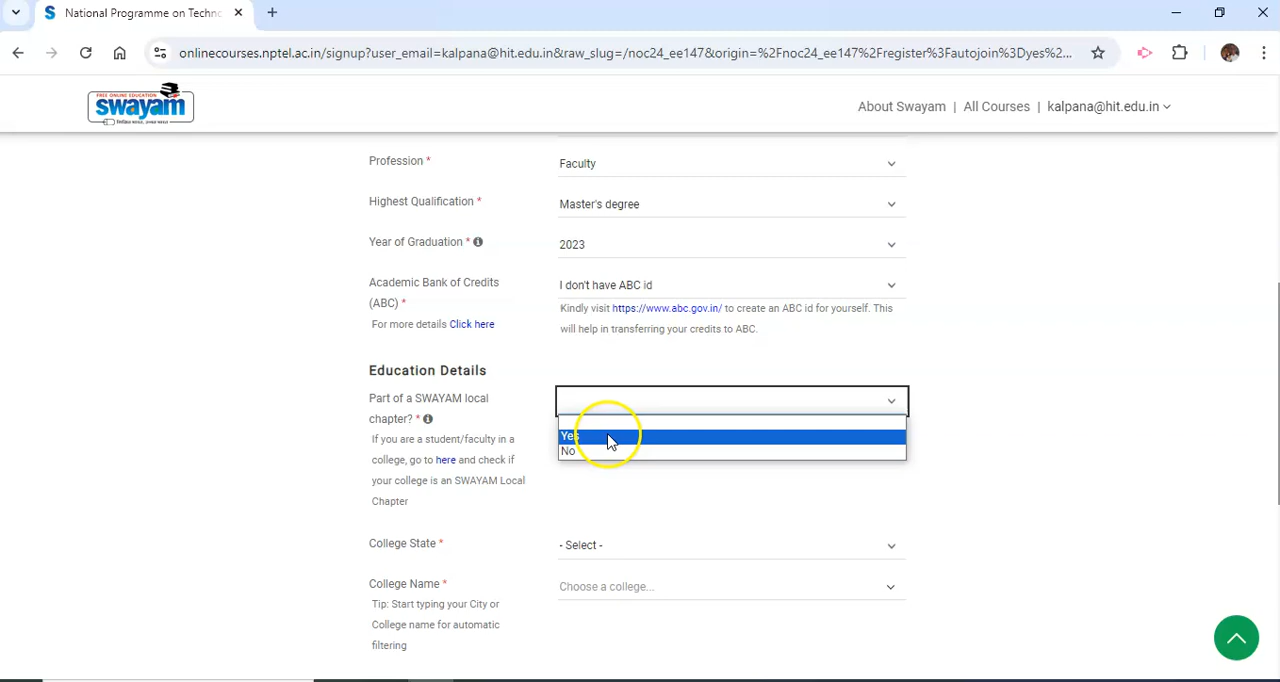 National Programme on Techno
onlinecourses.nptel.ac.in/signup?user_email=kalpana@hit.edu.in&raw_slug=/noc24_ee147&origin=%2Fnoc24_ee147%2Fregister%3Fautojoin%3Dyes%2...
FREE ONLINE EDUCATION
swayam
About Swayam | All Courses | kalpana@hit.edu.in
Profession * Faculty
Highest Qualification * Master's degree
Year of Graduation * 2023
Academic Bank of Credits I don't have ABC id
(ABC) * Kindly visit https://www.abc.gov.in/ to create an ABC id for yourself. This
For more details Click here will help in transferring your credits to ABC.
Education Details
Part of a SWAYAM local
chapter? *
If you are a student/faculty in a Yes
college, go to here and check if No
your college is an SWAYAM Local
Chapter
College State * - Select -
College Name * Choose a college...
Tip: Start typing your City or
College name for automatic
filtering